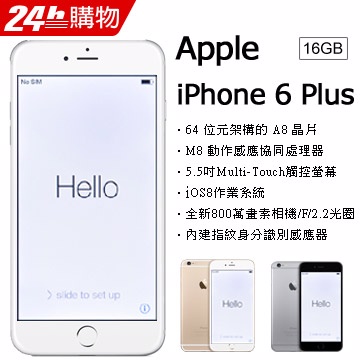 24h購物
Apple
16GB
iPhone 6 Plus
· 64 位元架構的 A8晶片
· M8 動作感應協同處理器
· 5.5吋Multi-Touch觸控螢幕
· iOS8作業系統
· 全新800萬畫素相機/F/2.2光圈
· 內建指紋身分識別感應器
No SIM
Hello
› slide to set up
Hello
Hello